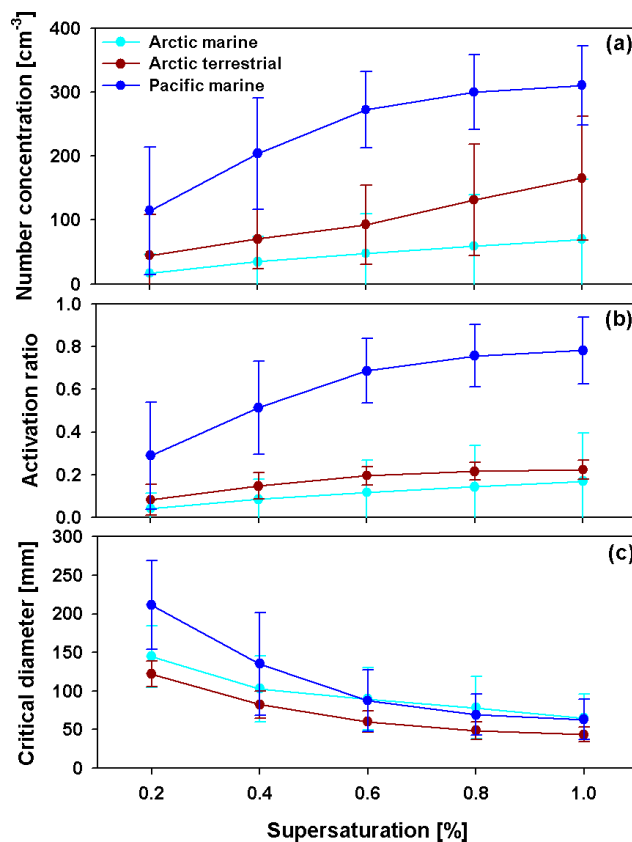 (a)
Arctic marine
Arctic terrestrial
Pacific marine
Number concentration [cm⁻³]
400
300
200
100
0
(b)
Activation ratio
1.0
0.8
0.6
0.4
0.2
0.0
(c)
Critical diameter [mm]
300
250
200
150
100
50
0
0.2 0.4 0.6 0.8 1.0
Supersaturation [%]